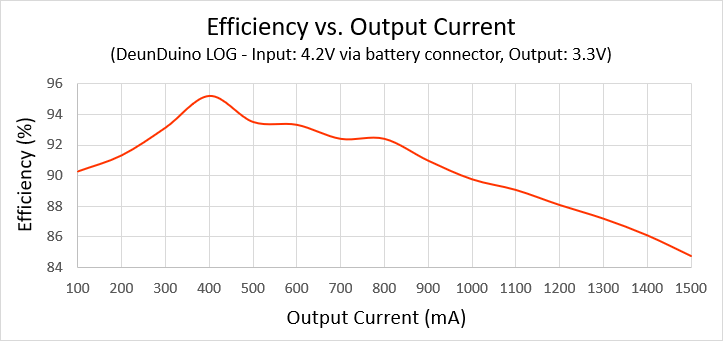 Efficiency vs. Output Current
(DeunDuino LOG - Input: 4.2V via battery connector, Output: 3.3V)
96
94
92
90
88
86
84
Efficiency (%)
100 200 300 400 500 600 700 800 900 1000 1100 1200 1300 1400 1500
Output Current (mA)